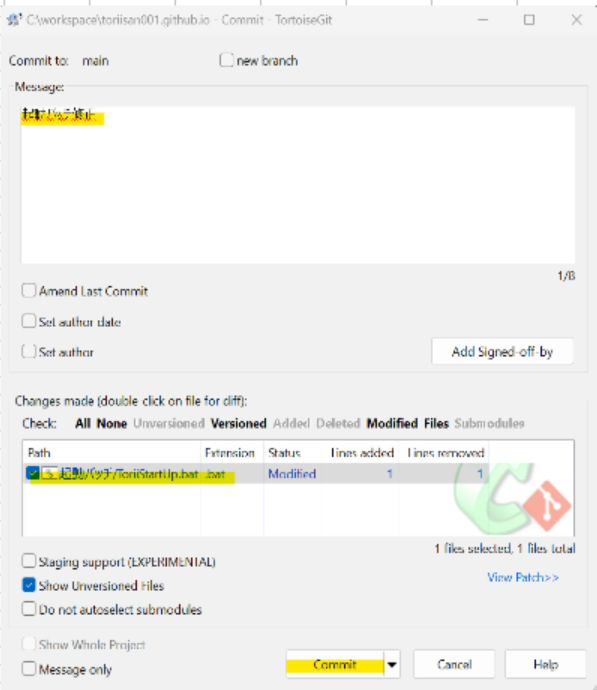 C:\workspace\toriisan001.github.io - Commit - TortoiseGit
Commit to: main
new branch
Message:
起動バッチ修正
1/8
Amend Last Commit
Set author date
Set author
Add Signed-off-by
Changes made (double click on file for diff):
Check: All None Unversioned Versioned Added Deleted Modified Files Submodules
Path Extension Status Lines added Lines removed
起動バッチ/ToriiStartUp.bat .bat Modified 1 1
1 files selected, 1 files total
Staging support (EXPERIMENTAL)
View Patch>>
Show Unversioned Files
Do not autoselect submodules
Show Whole Project
Message only
Commit
Cancel
Help